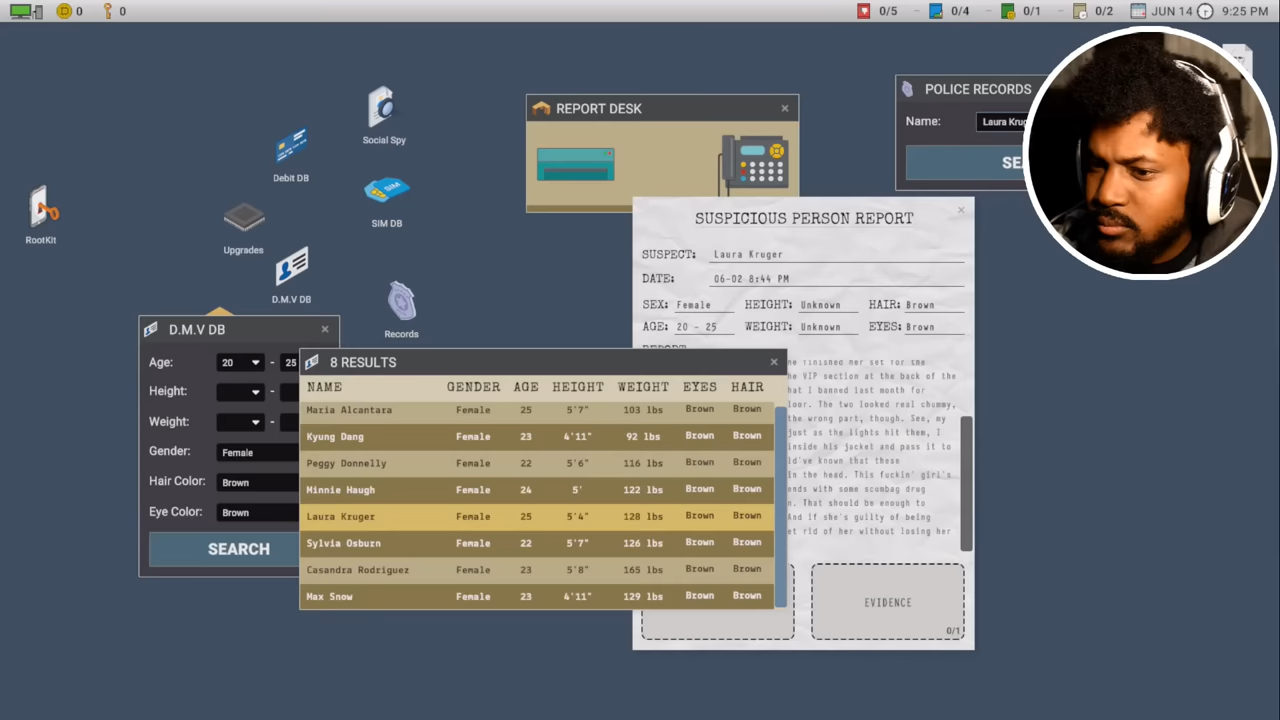 0 0 0/5 0/4 0/1 0/2 JUN 14 9:25 PM
Social Spy
Debit DB
SIM DB
RootKit
Upgrades
D.M.V DB
Records
REPORT DESK
POLICE RECORDS
Name: Laura Kru
SEA
SUSPICIOUS PERSON REPORT
SUSPECT: Laura Kruger
DATE: 06-02 8:44 PM
SEX: Female HEIGHT: Unknown HAIR: Brown
AGE: 20 - 25 WEIGHT: Unknown EYES: Brown
REPORT
she finished her set for the
he VIP section at the back of the
hat I banned last month for
loor. The two looked real chummy,
the wrong part, though. See, my
just as the lights hit them, I
inside his jacket and pass it to
ld've known that these
in the head. This fuckin' girl's
ends with some scumbag drug
n. That should be enough to
And if she's guilty of being
et rid of her without losing her
EVIDENCE
0/1
D.M.V DB
Age: 20 - 25
Height: -
Weight: -
Gender: Female
Hair Color: Brown
Eye Color: Brown
SEARCH
8 RESULTS
NAME GENDER AGE HEIGHT WEIGHT EYES HAIR
Maria Alcantara Female 25 5'7" 103 lbs Brown Brown
Kyung Dang Female 23 4'11" 92 lbs Brown Brown
Peggy Donnelly Female 22 5'6" 116 lbs Brown Brown
Minnie Haugh Female 24 5' 122 lbs Brown Brown
Laura Kruger Female 25 5'4" 128 lbs Brown Brown
Sylvia Osburn Female 22 5'7" 126 lbs Brown Brown
Casandra Rodriguez Female 23 5'8" 165 lbs Brown Brown
Max Snow Female 23 4'11" 129 lbs Brown Brown